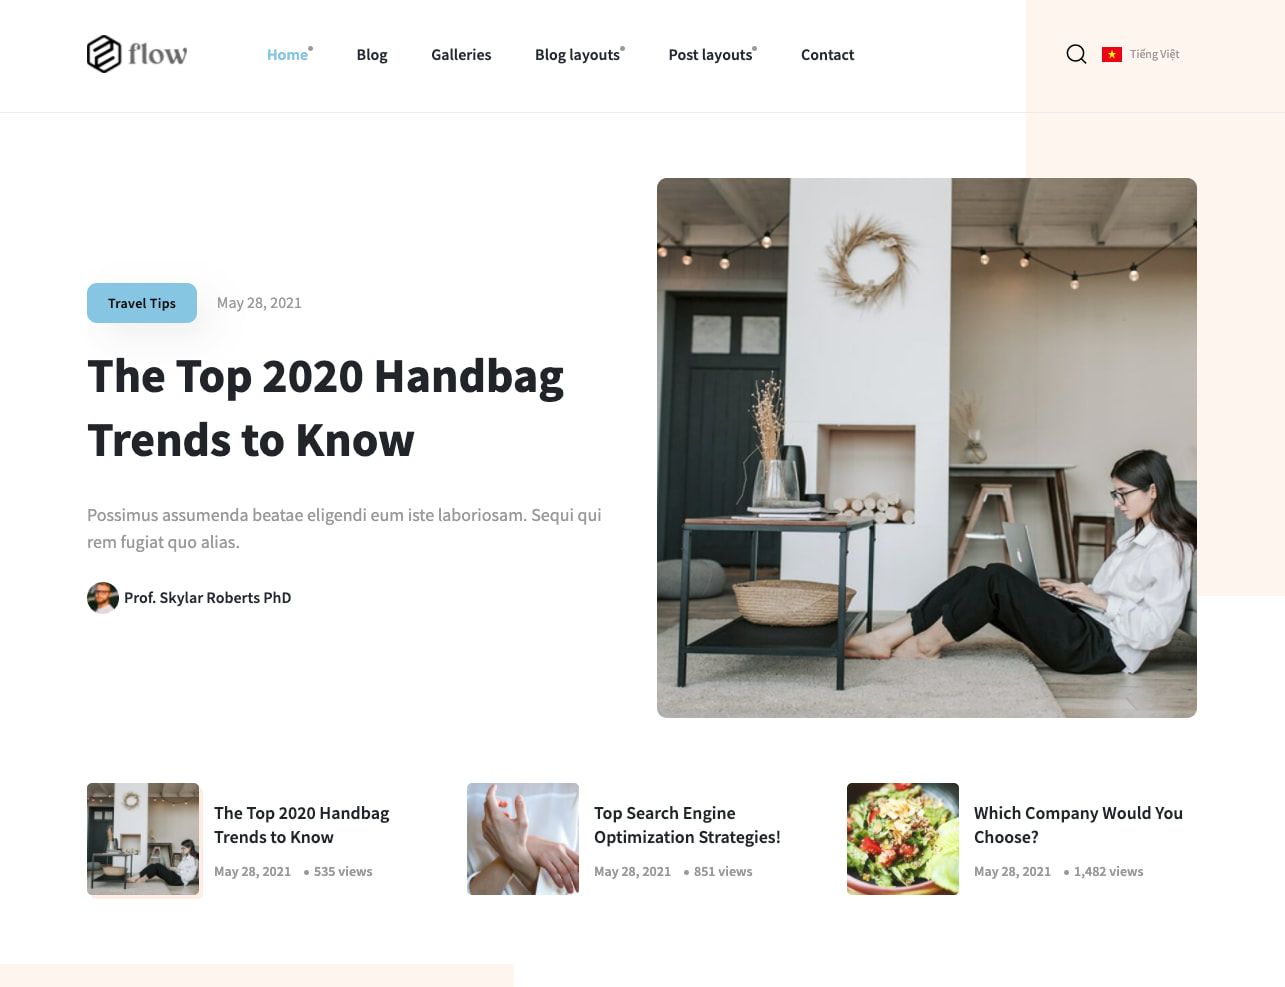 flow
Home
Blog
Galleries
Blog layouts
Post layouts
Contact
Tiếng Việt
Travel Tips
May 28, 2021
The Top 2020 Handbag
Trends to Know
Possimus assumenda beatae eligendi eum iste laboriosam. Sequi qui
rem fugiat quo alias.
Prof. Skylar Roberts PhD
The Top 2020 Handbag
Trends to Know
May 28, 2021 • 535 views
Top Search Engine
Optimization Strategies!
May 28, 2021 • 851 views
Which Company Would You
Choose?
May 28, 2021 • 1,482 views